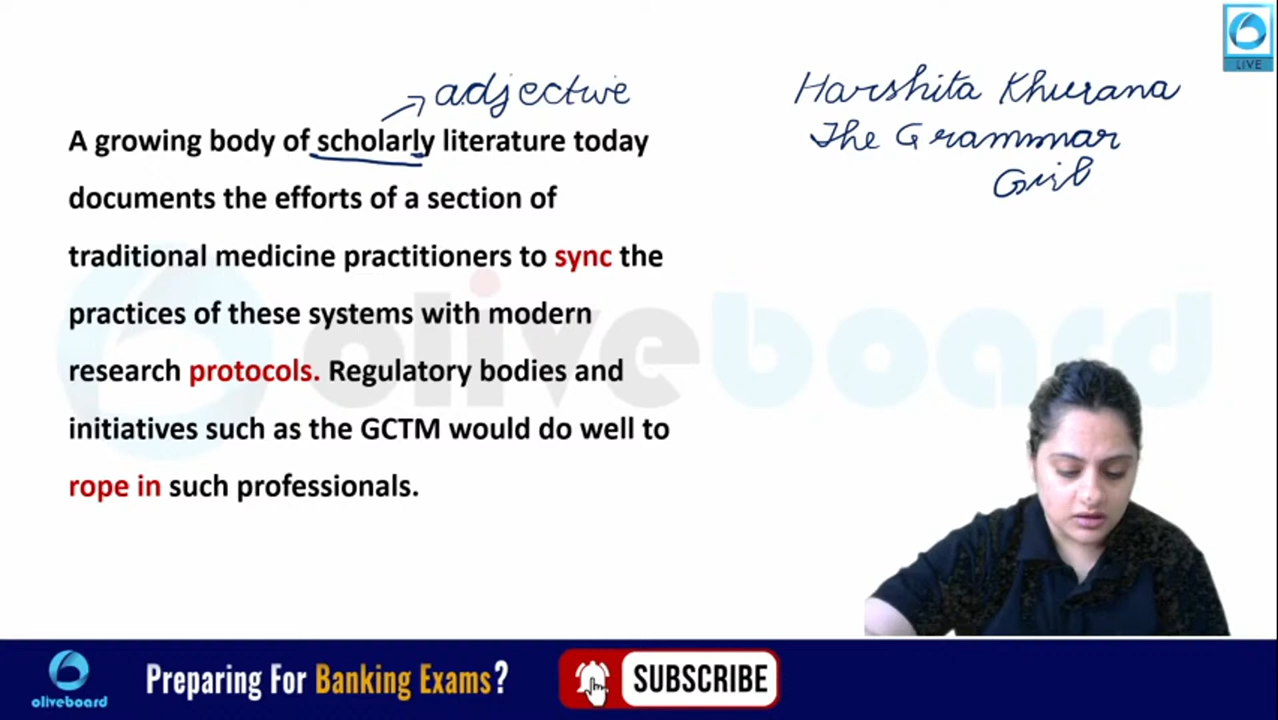 LIVE
adjective
Harshita Khurana
The Grammar
Girl
A growing body of scholarly literature today
documents the efforts of a section of
traditional medicine practitioners to sync the
practices of these systems with modern
research protocols. Regulatory bodies and
initiatives such as the GCTM would do well to
rope in such professionals.
oliveboard
oliveboard
Preparing For Banking Exams?
SUBSCRIBE